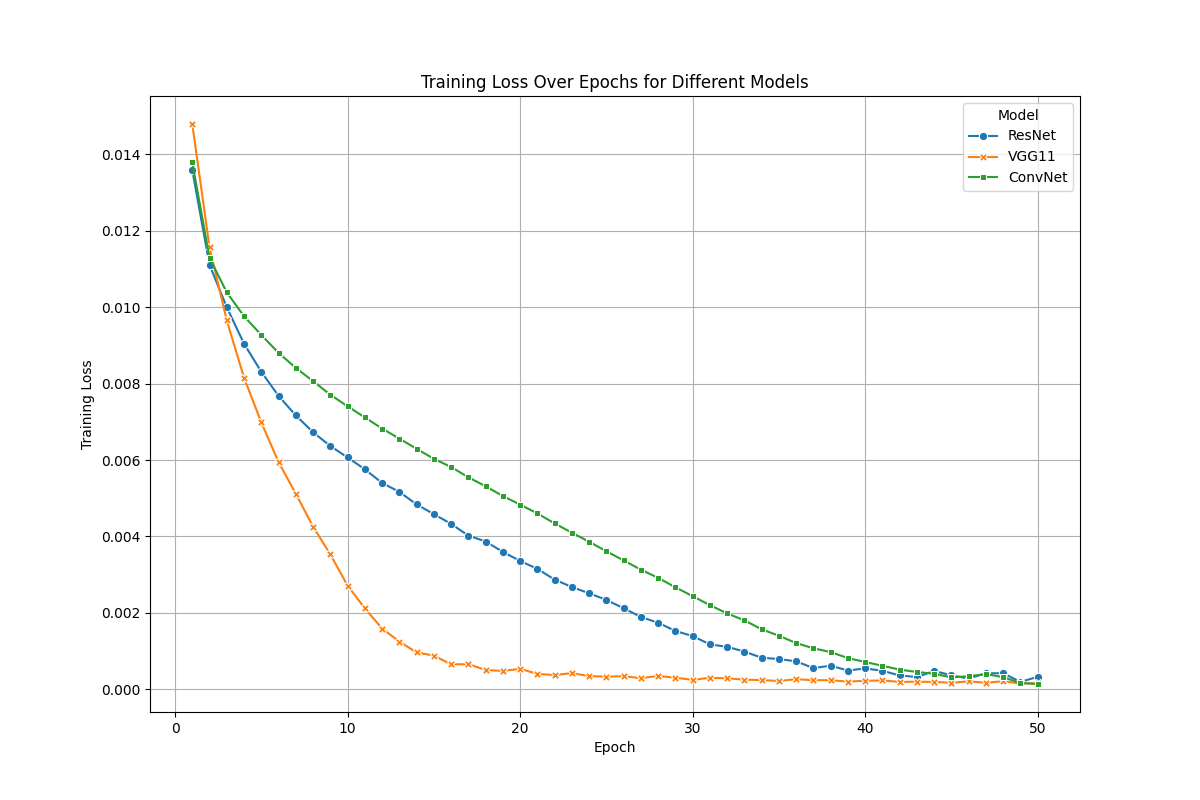 Training Loss Over Epochs for Different Models
Model
ResNet
VGG11
ConvNet
0.014
0.012
0.010
0.008
0.006
0.004
0.002
0.000
Training Loss
0 10 20 30 40 50
Epoch